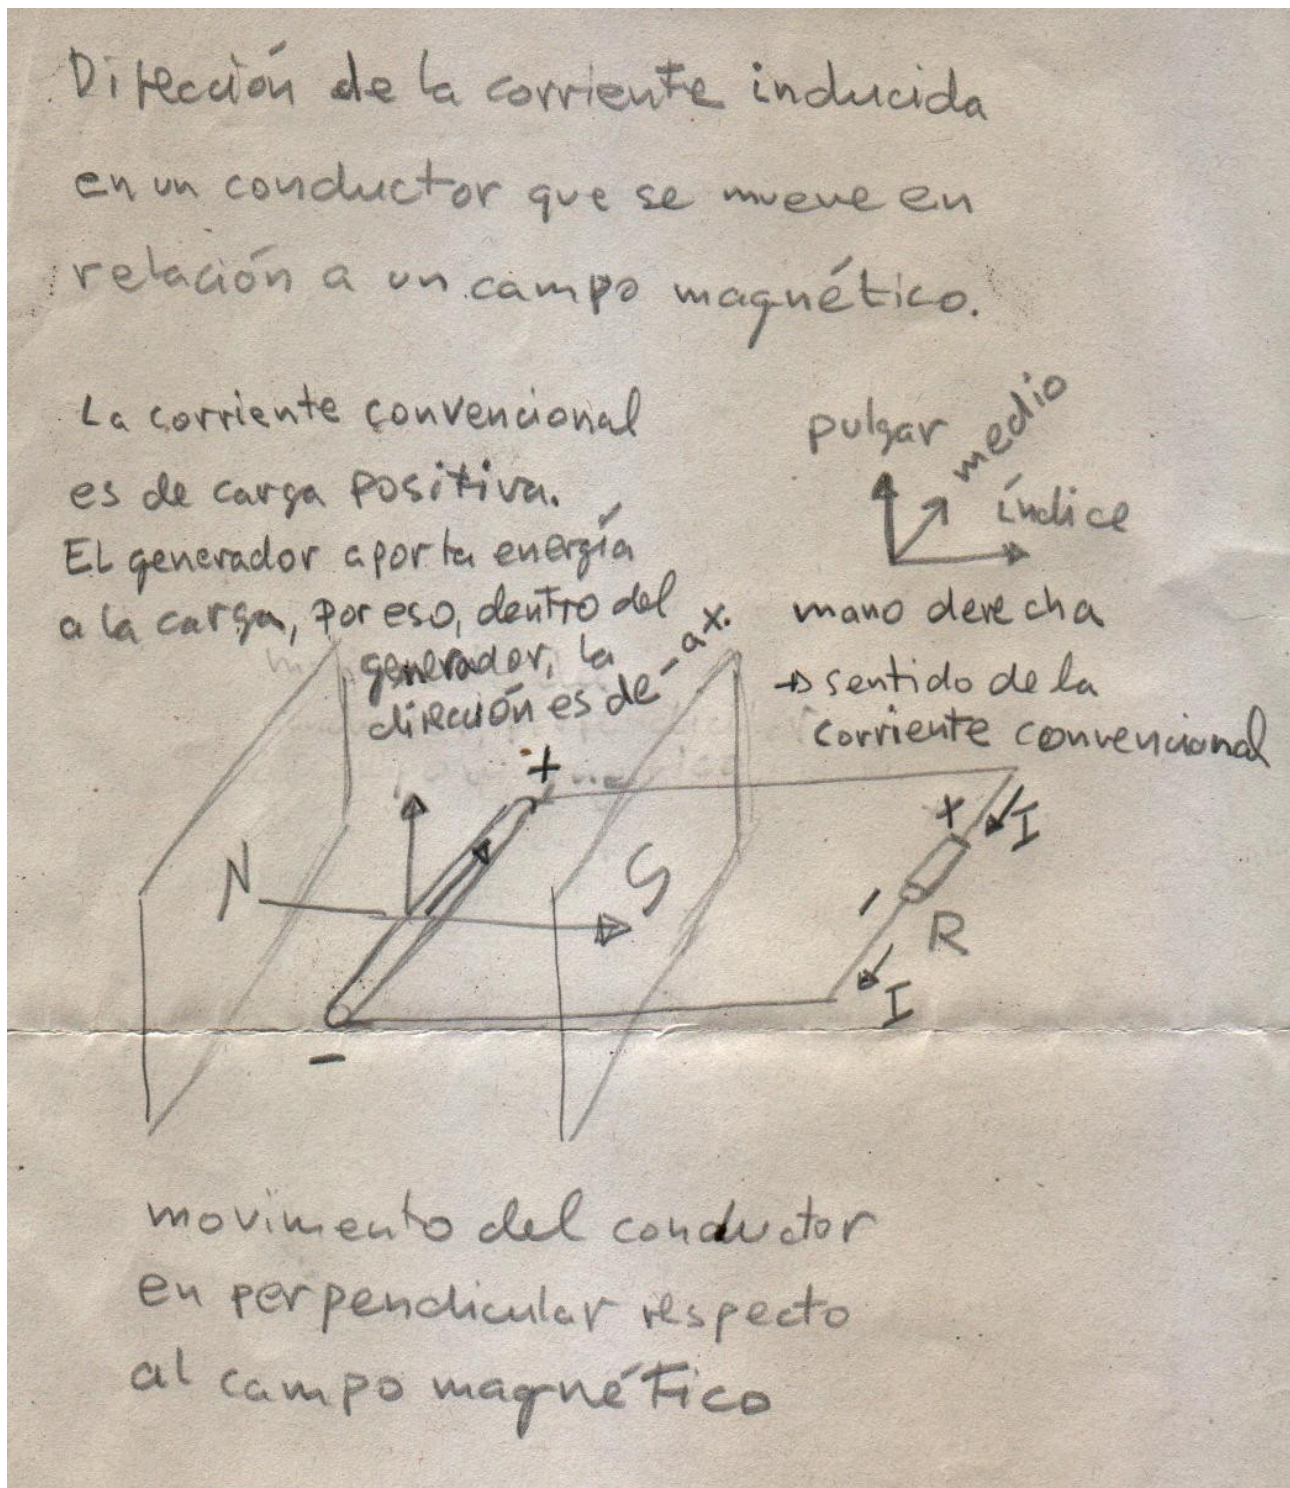 Dirección de la corriente inducida
en un conductor que se mueve en
relación a un campo magnético.
La corriente convencional
es de carga positiva.
El generador aporta energía
a la carga, por eso, dentro del
generador, la
dirección es de - a +.
pulgar
medio
índice
mano derecha
→ sentido de la
corriente convencional
+
N
S
+
I
-
R
I
-
movimento del conductor
en perpendicular respecto
al campo magnético